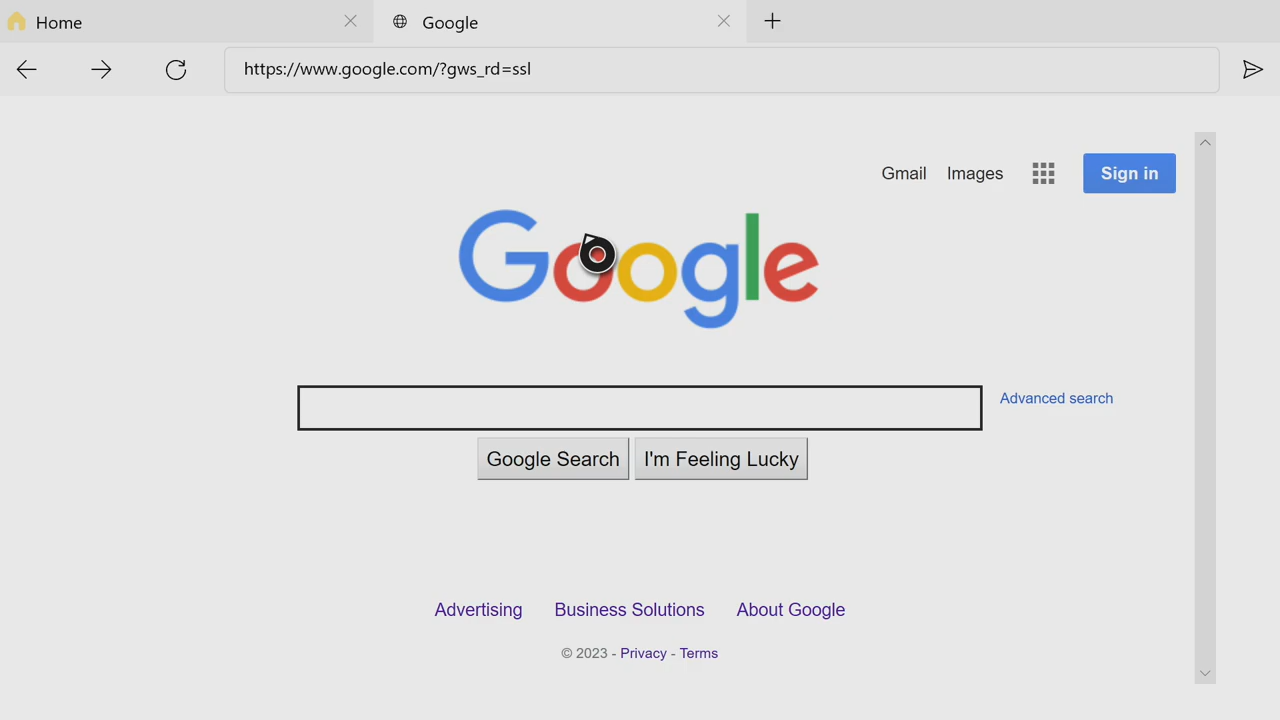 Home
Google
https://www.google.com/?gws_rd=ssl
Gmail Images Sign in
Google
Advanced search
Google Search I'm Feeling Lucky
Advertising Business Solutions About Google
© 2023 - Privacy - Terms